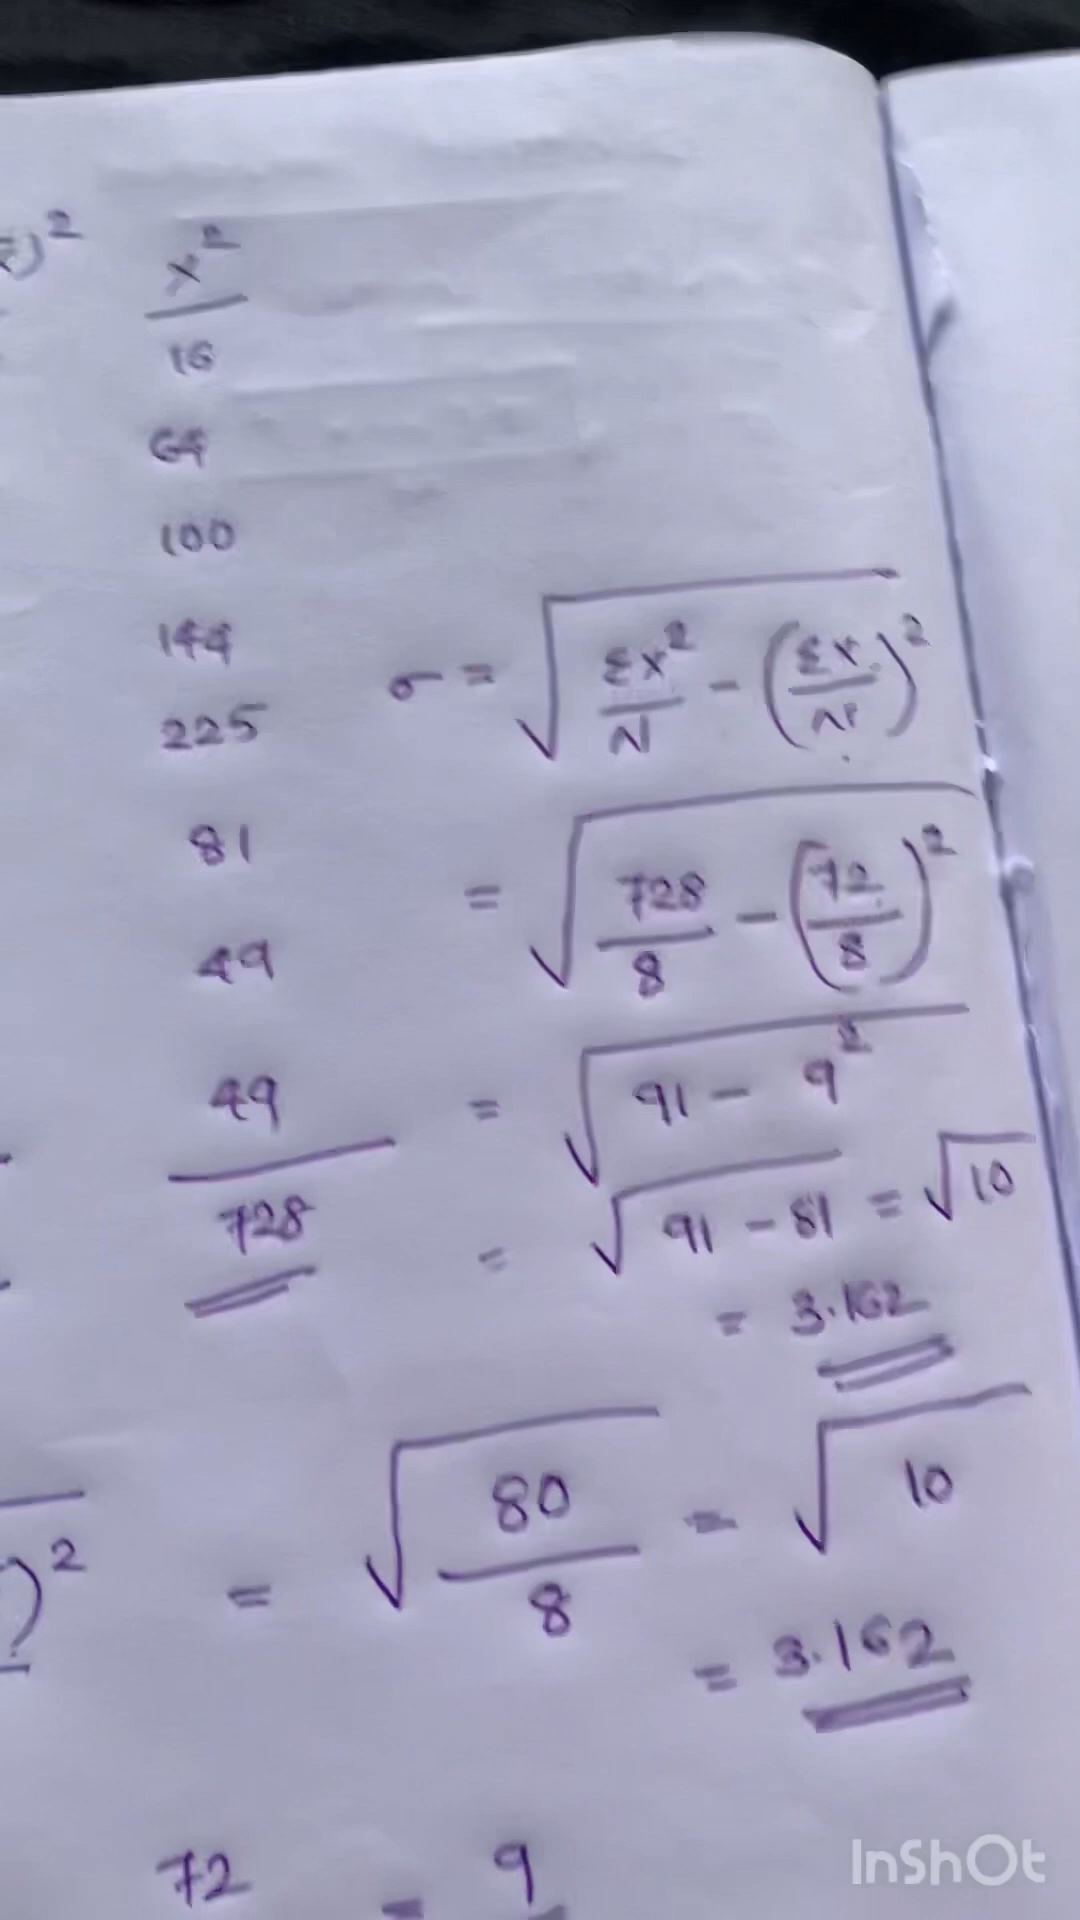 )² x²
16
64
100
144
225
81
49
49
728
σ = √(Σx²/N - (Σx/N)²)
= √(728/8 - (72/8)²)
= √(91 - 9²)
= √(91 - 81) = √10
= 3.162
)² = √(80/8) = √10
= 3.162
72 = 9
InShOt